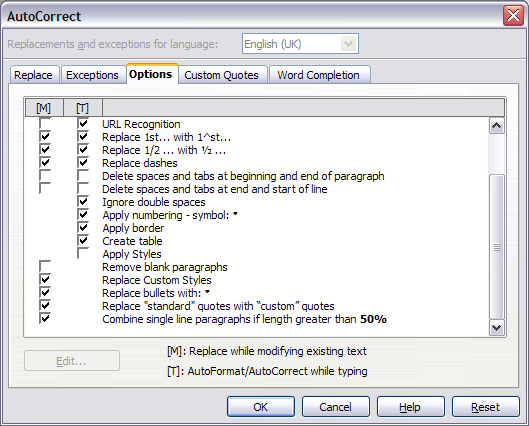 AutoCorrect
Replacements and exceptions for language: English (UK)
Replace Exceptions Options Custom Quotes Word Completion
[M] [T]
URL Recognition
Replace 1st... with 1^st...
Replace 1/2 ... with ½ ...
Replace dashes
Delete spaces and tabs at beginning and end of paragraph
Delete spaces and tabs at end and start of line
Ignore double spaces
Apply numbering - symbol: •
Apply border
Create table
Apply Styles
Remove blank paragraphs
Replace Custom Styles
Replace bullets with: •
Replace "standard" quotes with “custom” quotes
Combine single line paragraphs if length greater than 50%
Edit... [M]: Replace while modifying existing text
[T]: AutoFormat/AutoCorrect while typing
OK Cancel Help Reset